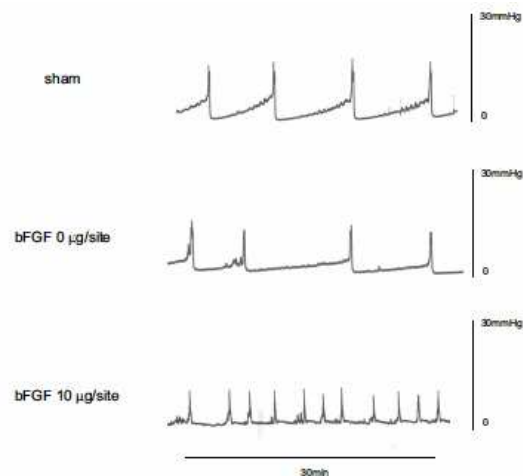 30mmHg
sham
0
30mmHg
bFGF 0 μg/site
0
30mmHg
bFGF 10 μg/site
0
30min